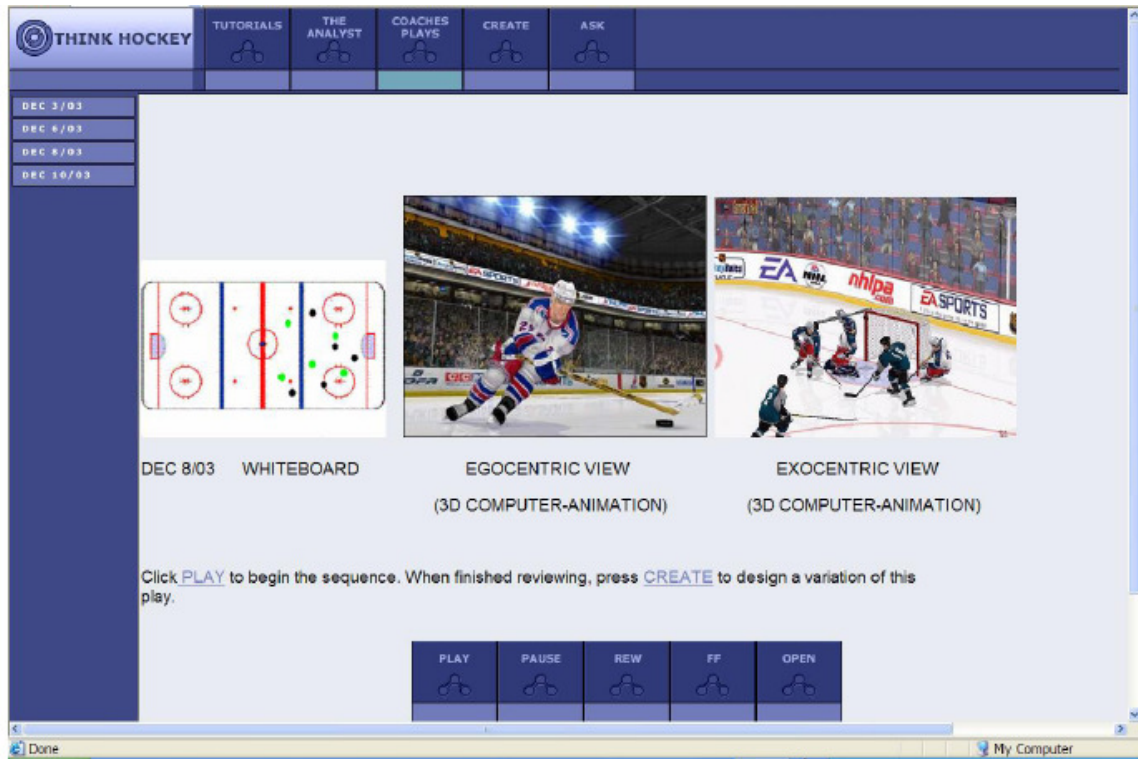 THINK HOCKEY
TUTORIALS
THE
ANALYST
COACHES
PLAYS
CREATE
ASK
DEC 3/03
DEC 6/03
DEC 8/03
DEC 10/03
EA SPORTS
EA
NHL
nhlpa
.com
EA SPORTS
DEC 8/03 WHITEBOARD
EGOCENTRIC VIEW
EXOCENTRIC VIEW
(3D COMPUTER-ANIMATION)
(3D COMPUTER-ANIMATION)
Click PLAY to begin the sequence. When finished reviewing, press CREATE to design a variation of this
play.
PLAY
PAUSE
REW
FF
OPEN
Done
My Computer